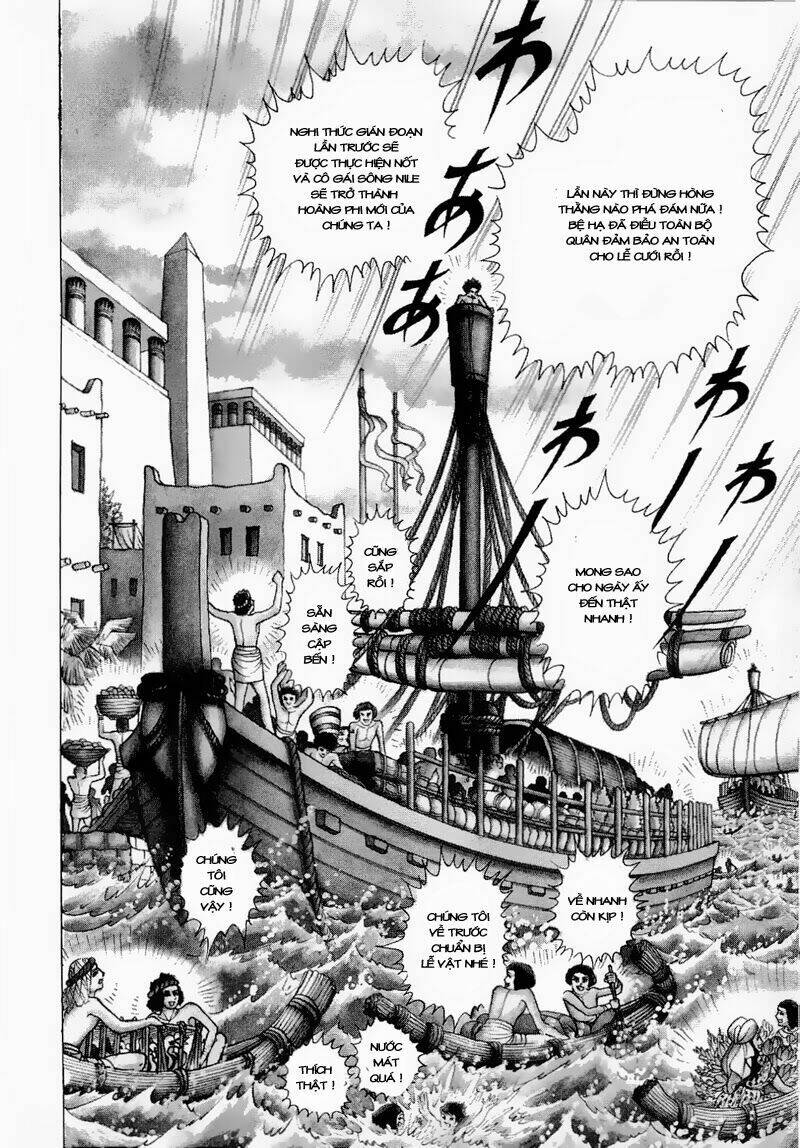 LẦN NÀY THÌ ĐỪNG HÒNG
THẰNG NÀO PHÁ ĐÁM NỮA !
BỆ HẠ ĐÃ ĐIỀU TOÀN BỘ
QUÂN ĐẢM BẢO AN TOÀN
CHO LỄ CƯỚI RỒI !
NGHI THỨC GIÁN ĐOẠN
LẦN TRƯỚC SẼ
ĐƯỢC THỰC HIỆN NỐT
VÀ CÔ GÁI SÔNG NILE
SẼ TRỞ THÀNH
HOÀNG PHI MỚI CỦA
CHÚNG TA !
わあああ
わーわーわー
MONG SAO
CHO NGÀY ẤY
ĐẾN THẬT
NHANH !
CŨNG
SẮP
RỒI !
SẴN
SÀNG
CẬP
BẾN !
VỀ NHANH
CÒN KỊP !
CHÚNG TÔI
VỀ TRƯỚC
CHUẨN BỊ
LỄ VẬT NHÉ !
CHÚNG
TÔI
CŨNG
VẬY !
NƯỚC
MÁT
QUÁ !
THÍCH
THẬT !